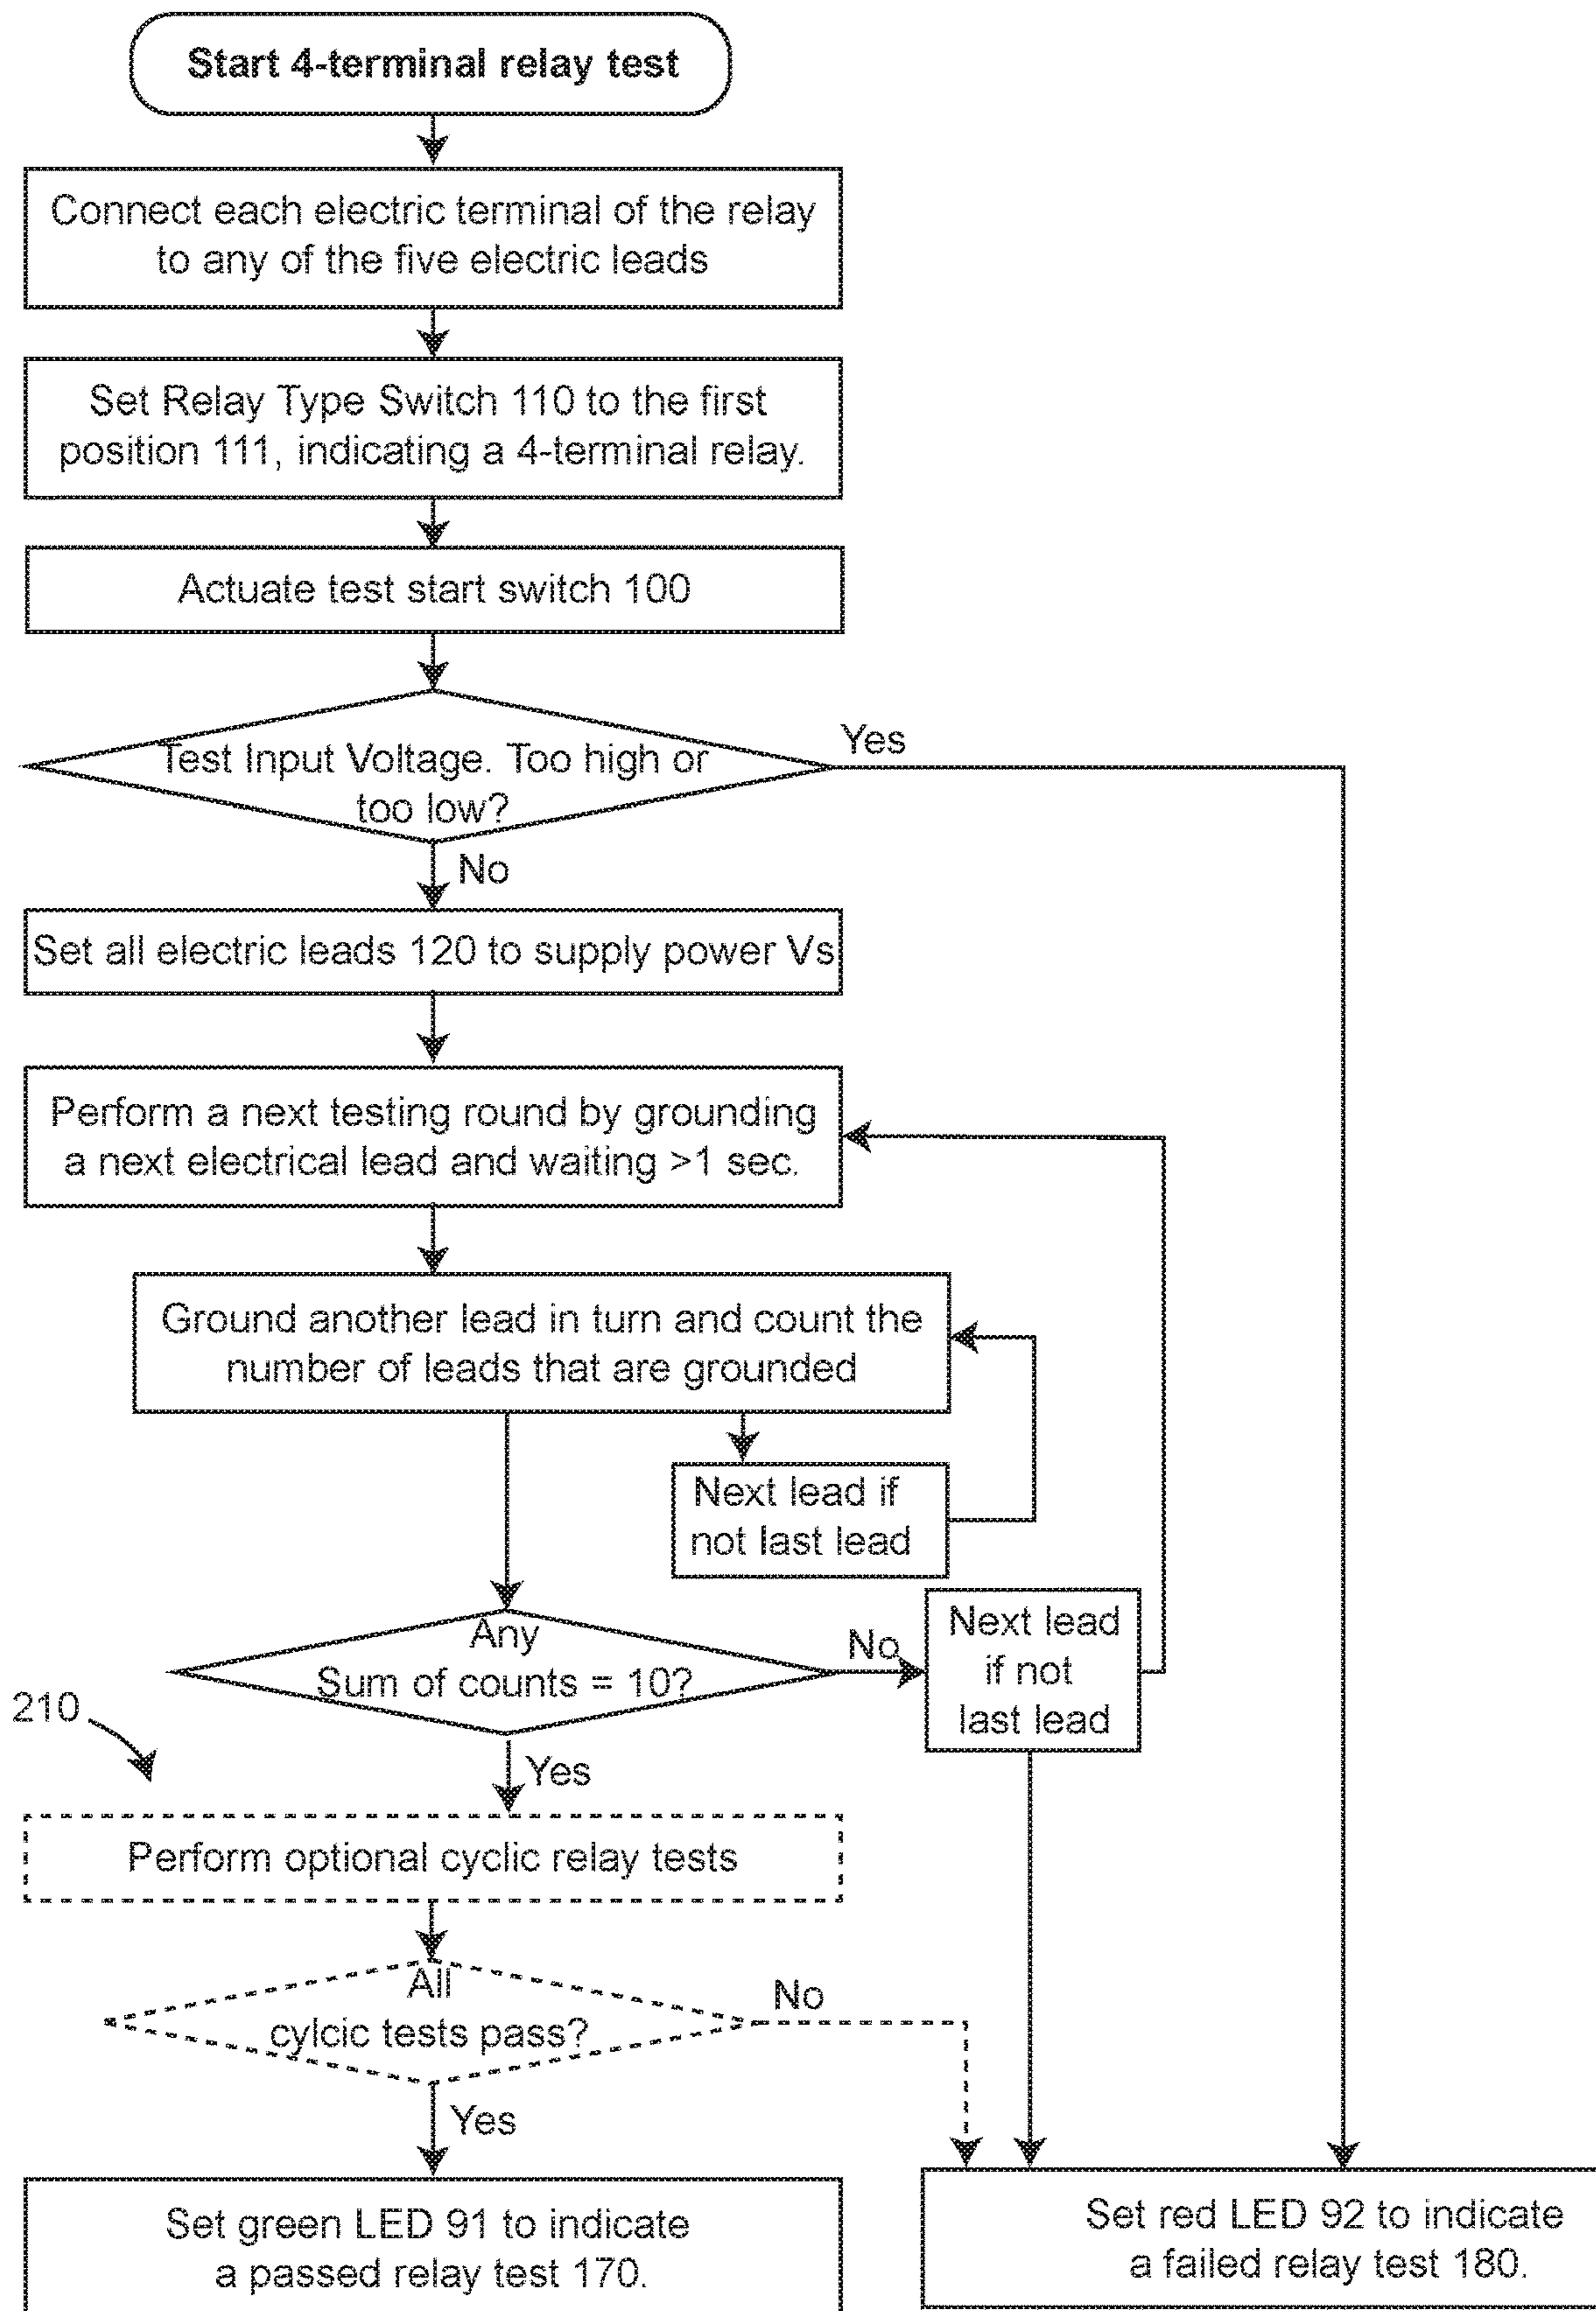 Start 4-terminal relay test
Connect each electric terminal of the relay
to any of the five electric leads
Set Relay Type Switch 110 to the first
position 111, indicating a 4-terminal relay.
Actuate test start switch 100
Test Input Voltage. Too high or
too low?
Yes
No
Set all electric leads 120 to supply power Vs
Perform a next testing round by grounding
a next electrical lead and waiting >1 sec.
Ground another lead in turn and count the
number of leads that are grounded
Next lead if
not last lead
Any
Sum of counts = 10?
No
Next lead
if not
last lead
210
Yes
Perform optional cyclic relay tests
All
cylcic tests pass?
No
Yes
Set green LED 91 to indicate
a passed relay test 170.
Set red LED 92 to indicate
a failed relay test 180.